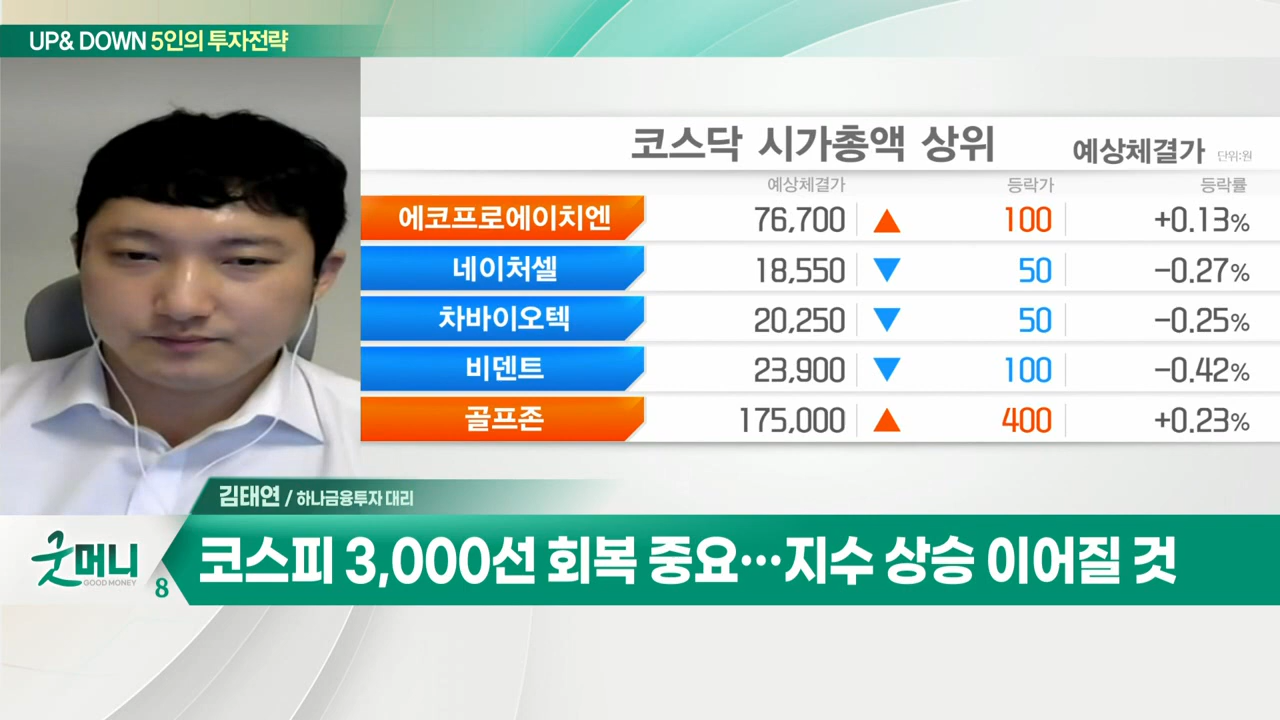 UP& DOWN 5인의 투자전략
코스닥 시가총액 상위 예상체결가 단위:원
예상체결가 등락가 등락률
에코프로에이치엔 76,700 ▲ 100 +0.13%
네이처셀 18,550 ▼ 50 -0.27%
차바이오텍 20,250 ▼ 50 -0.25%
비덴트 23,900 ▼ 100 -0.42%
골프존 175,000 ▲ 400 +0.23%
김태연 / 하나금융투자 대리
굿머니
GOOD MONEY
8
코스피 3,000선 회복 중요…지수 상승 이어질 것